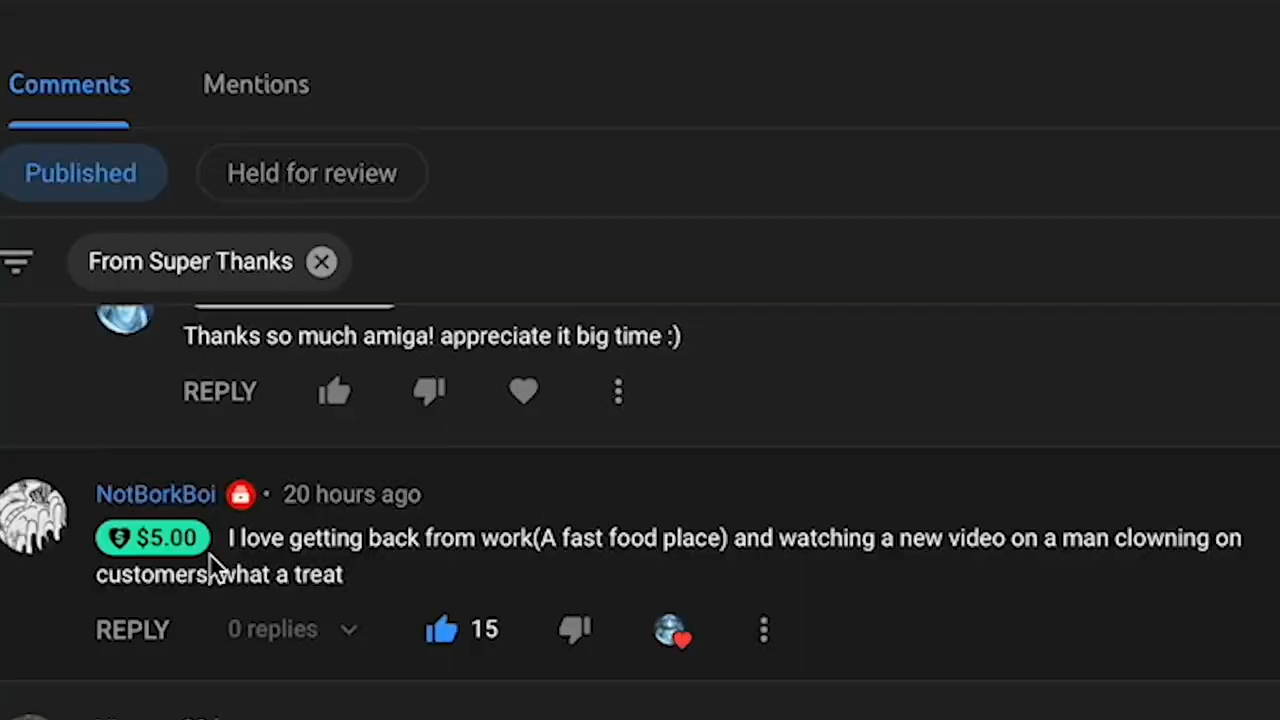 Comments
Mentions
Published
Held for review
From Super Thanks
Thanks so much amiga! appreciate it big time :)
REPLY
NotBorkBoi • 20 hours ago
$5.00 I love getting back from work(A fast food place) and watching a new video on a man clowning on
customers what a treat
REPLY 0 replies 15